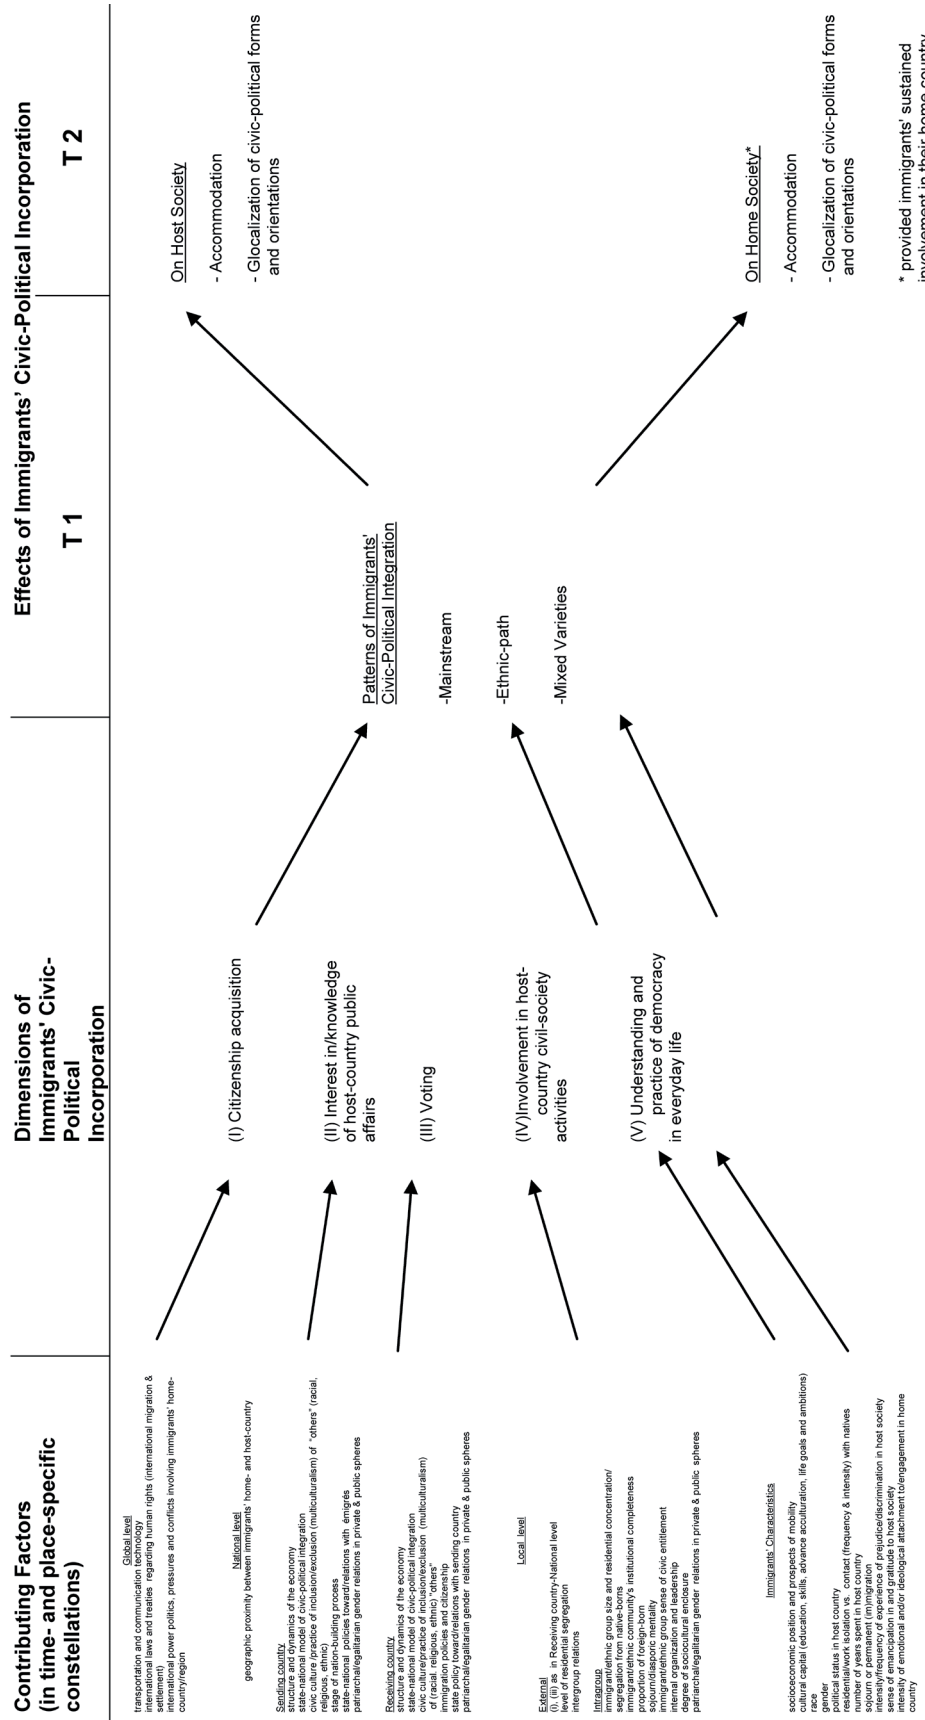 Contributing Factors
(in time- and place-specific
constellations)
Dimensions of
Immigrants' Civic-
Political
Incorporation
Effects of Immigrants' Civic-Political Incorporation
T 1
T 2
Global level
transportation and communication technology
international laws and treaties regarding human rights (international migration &
settlement)
international power politics, pressures and conflicts involving immigrants' home-
country/region
National level
geographic proximity between immigrants' home- and host-country
Sending country
structure and dynamics of the economy
state-national model of civic-political integration
civic culture /practice of inclusion/exclusion (multiculturalism) of "others" (racial,
religious, ethnic)
stage of nation-building process
state-national policies toward/relations with émigrés
patriarchal/egalitarian gender relations in private & public spheres
Receiving country
structure and dynamics of the economy
state-national model of civic-political integration
civic culture/practice of inclusion/exclusion (multiculturalism)
of (racial. religious, ethnic) "others"
immigration policies and citizenship
state policy toward/relations with sending country
patriarchal/egalitarian gender relations in private & public spheres
Local level
External
(i), (iii) as in Receiving country-National level
level of residential segregation
intergroup relations
Intragroup
immigrant/ethnic group size and residential concentration/
segregation from native-borns
immigrant/ethnic community's institutional completeness
proportion of foreign-born
sojourn/diasporic mentality
immigrant/ethnic group sense of civic entitlement
internal organization and leadership
degree of sociocultural enclosure
patriarchal/egalitarian gender relations in private & public spheres
Immigrants' Characteristics
socioeconomic position and prospects of mobility
cultural capital (education, skills, advance acculturation, life goals and ambitions)
race
gender
political status in host country
residential/work isolation vs. contact (frequency & intensity) with natives
number of years spent in host country
sojourn or permanent (im)migration
intensity/frequency of experience of prejudice/discrimination in host society
sense of emancipation in and gratitude to host society
intensity of emotional and/or ideological attachment to/engagement in home
country
(I) Citizenship acquisition
(II) Interest in/knowledge
of host-country public
affairs
(III) Voting
(IV)Involvement in host-
country civil-society
activities
(V) Understanding and
practice of democracy
in everyday life
Patterns of Immigrants'
Civic-Political Integration
-Mainstream
-Ethnic-path
-Mixed Varieties
On Host Society
- Accommodation
- Glocalization of civic-political forms
and orientations
On Home Society*
- Accommodation
- Glocalization of civic-political forms
and orientations
* provided immigrants' sustained
involvement in their home country